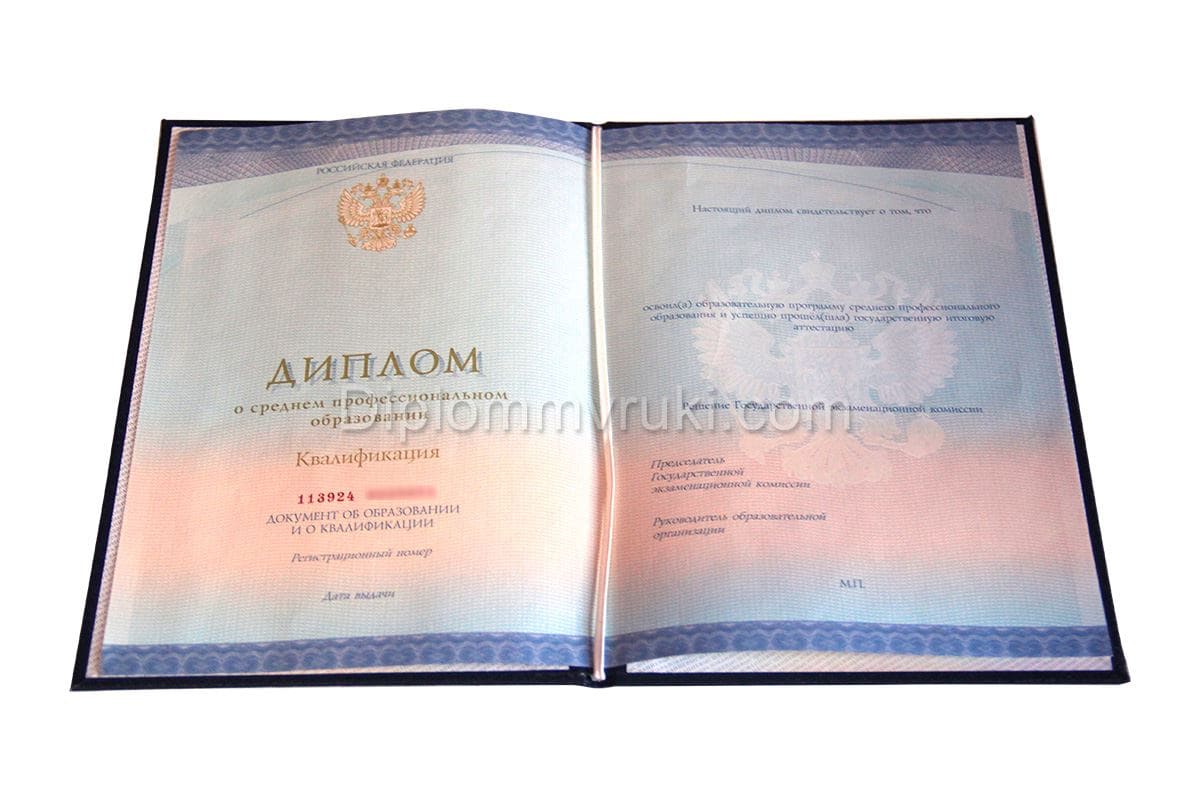 РОССИЙСКАЯ ФЕДЕРАЦИЯ
ДИПЛОМ
о среднем профессиональном
образовании
Квалификация
113924
ДОКУМЕНТ ОБ ОБРАЗОВАНИИ
И О КВАЛИФИКАЦИИ
Регистрационный номер
Дата выдачи
Настоящий диплом свидетельствует о том, что
освоил(а) образовательную программу среднего профессионального
образования и успешно прошёл(шла) государственную итоговую
аттестацию
Решение Государственной экзаменационной комиссии
Председатель
Государственной
экзаменационной комиссии
Руководитель образовательной
организации
М.П.
Diplommvruki.com